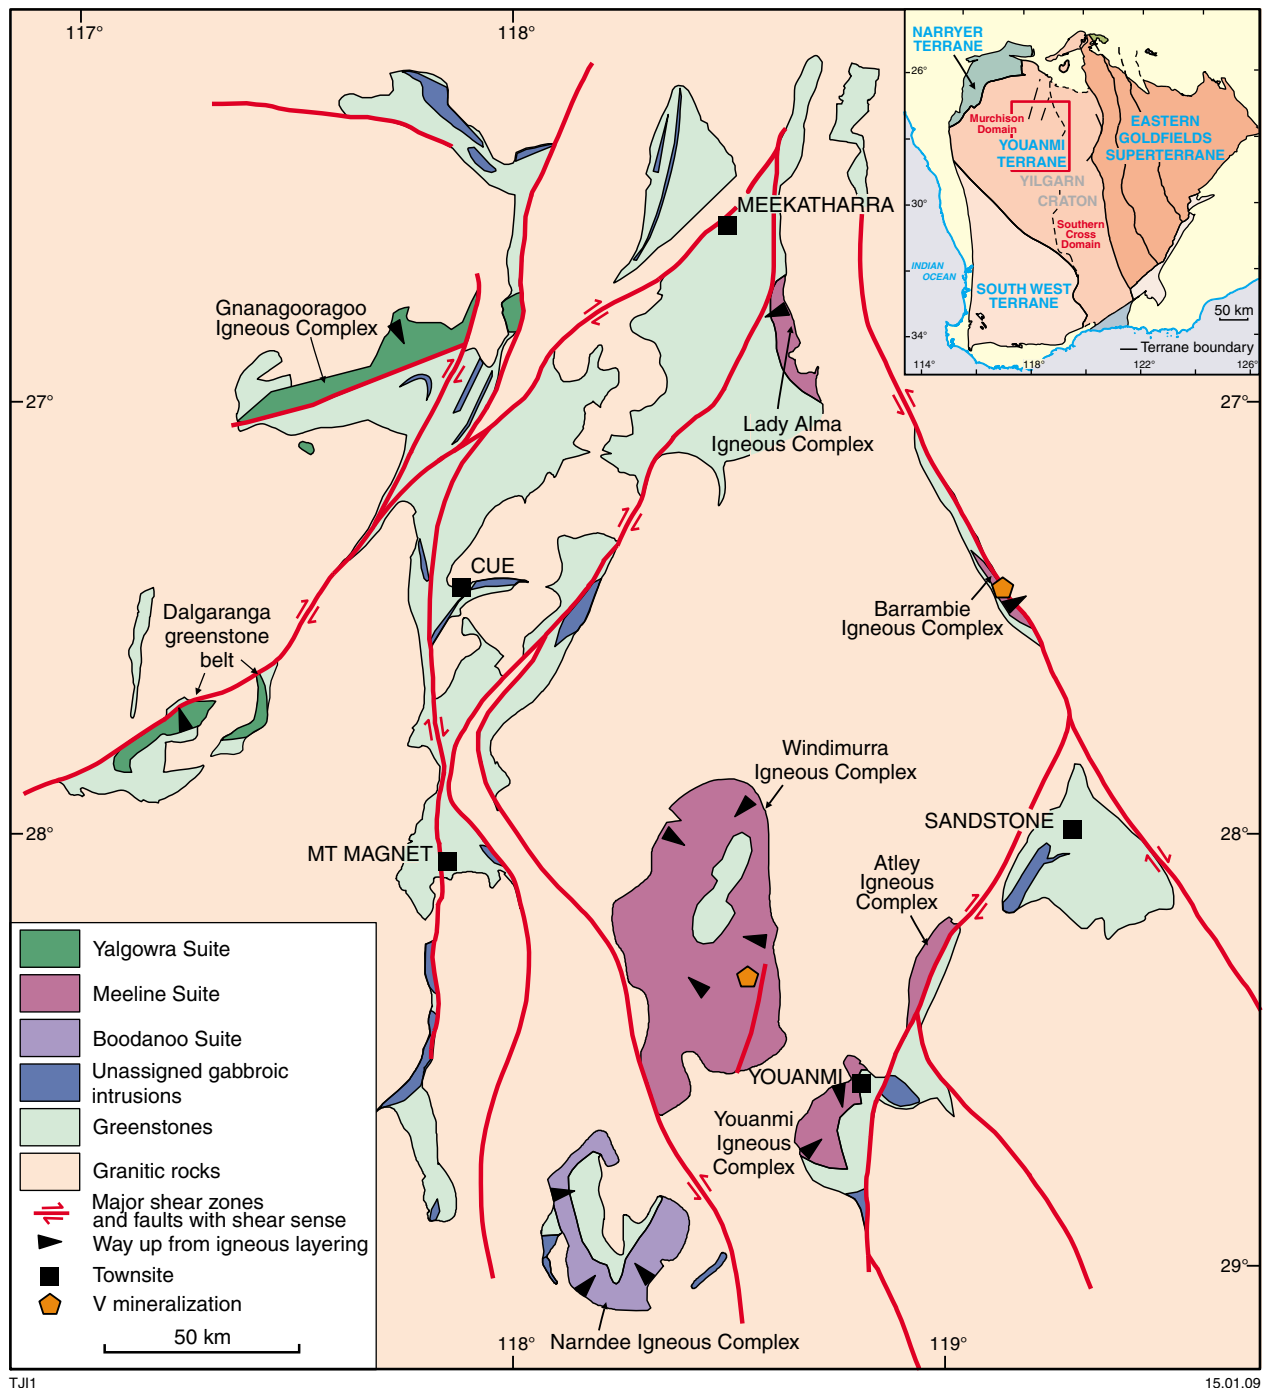 117°
118°
NARRYER
TERRANE
26°
Murchison
Domain
EASTERN
GOLDFIELDS
SUPERTERRANE
YOUANMI
TERRANE
YILGARN
CRATON
30°
Southern
Cross
Domain
INDIAN
OCEAN
SOUTH WEST
TERRANE
50 km
34°
Terrane boundary
114°
118°
122°
126°
MEEKATHARRA
Gnanagooragoo
Igneous Complex
27°
27°
Lady Alma
Igneous Complex
CUE
Dalgaranga
greenstone
belt
Barrambie
Igneous Complex
Windimurra
Igneous Complex
28°
28°
SANDSTONE
MT MAGNET
Atley
Igneous
Complex
YOUANMI
Youanmi
Igneous
Complex
29°
Narndee Igneous Complex
118°
119°
Yalgowra Suite
Meeline Suite
Boodanoo Suite
Unassigned gabbroic
intrusions
Greenstones
Granitic rocks
Major shear zones
and faults with shear sense
Way up from igneous layering
Townsite
V mineralization
50 km
TJI1
15.01.09